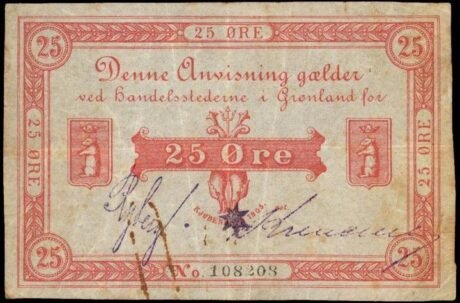 25 25 ØRE 25
Denne Anvisning gælder
ved Handelsstederne i Grønland for
25 ØRE 25 Øre 25 ØRE
1905.
25 No. 108208 25